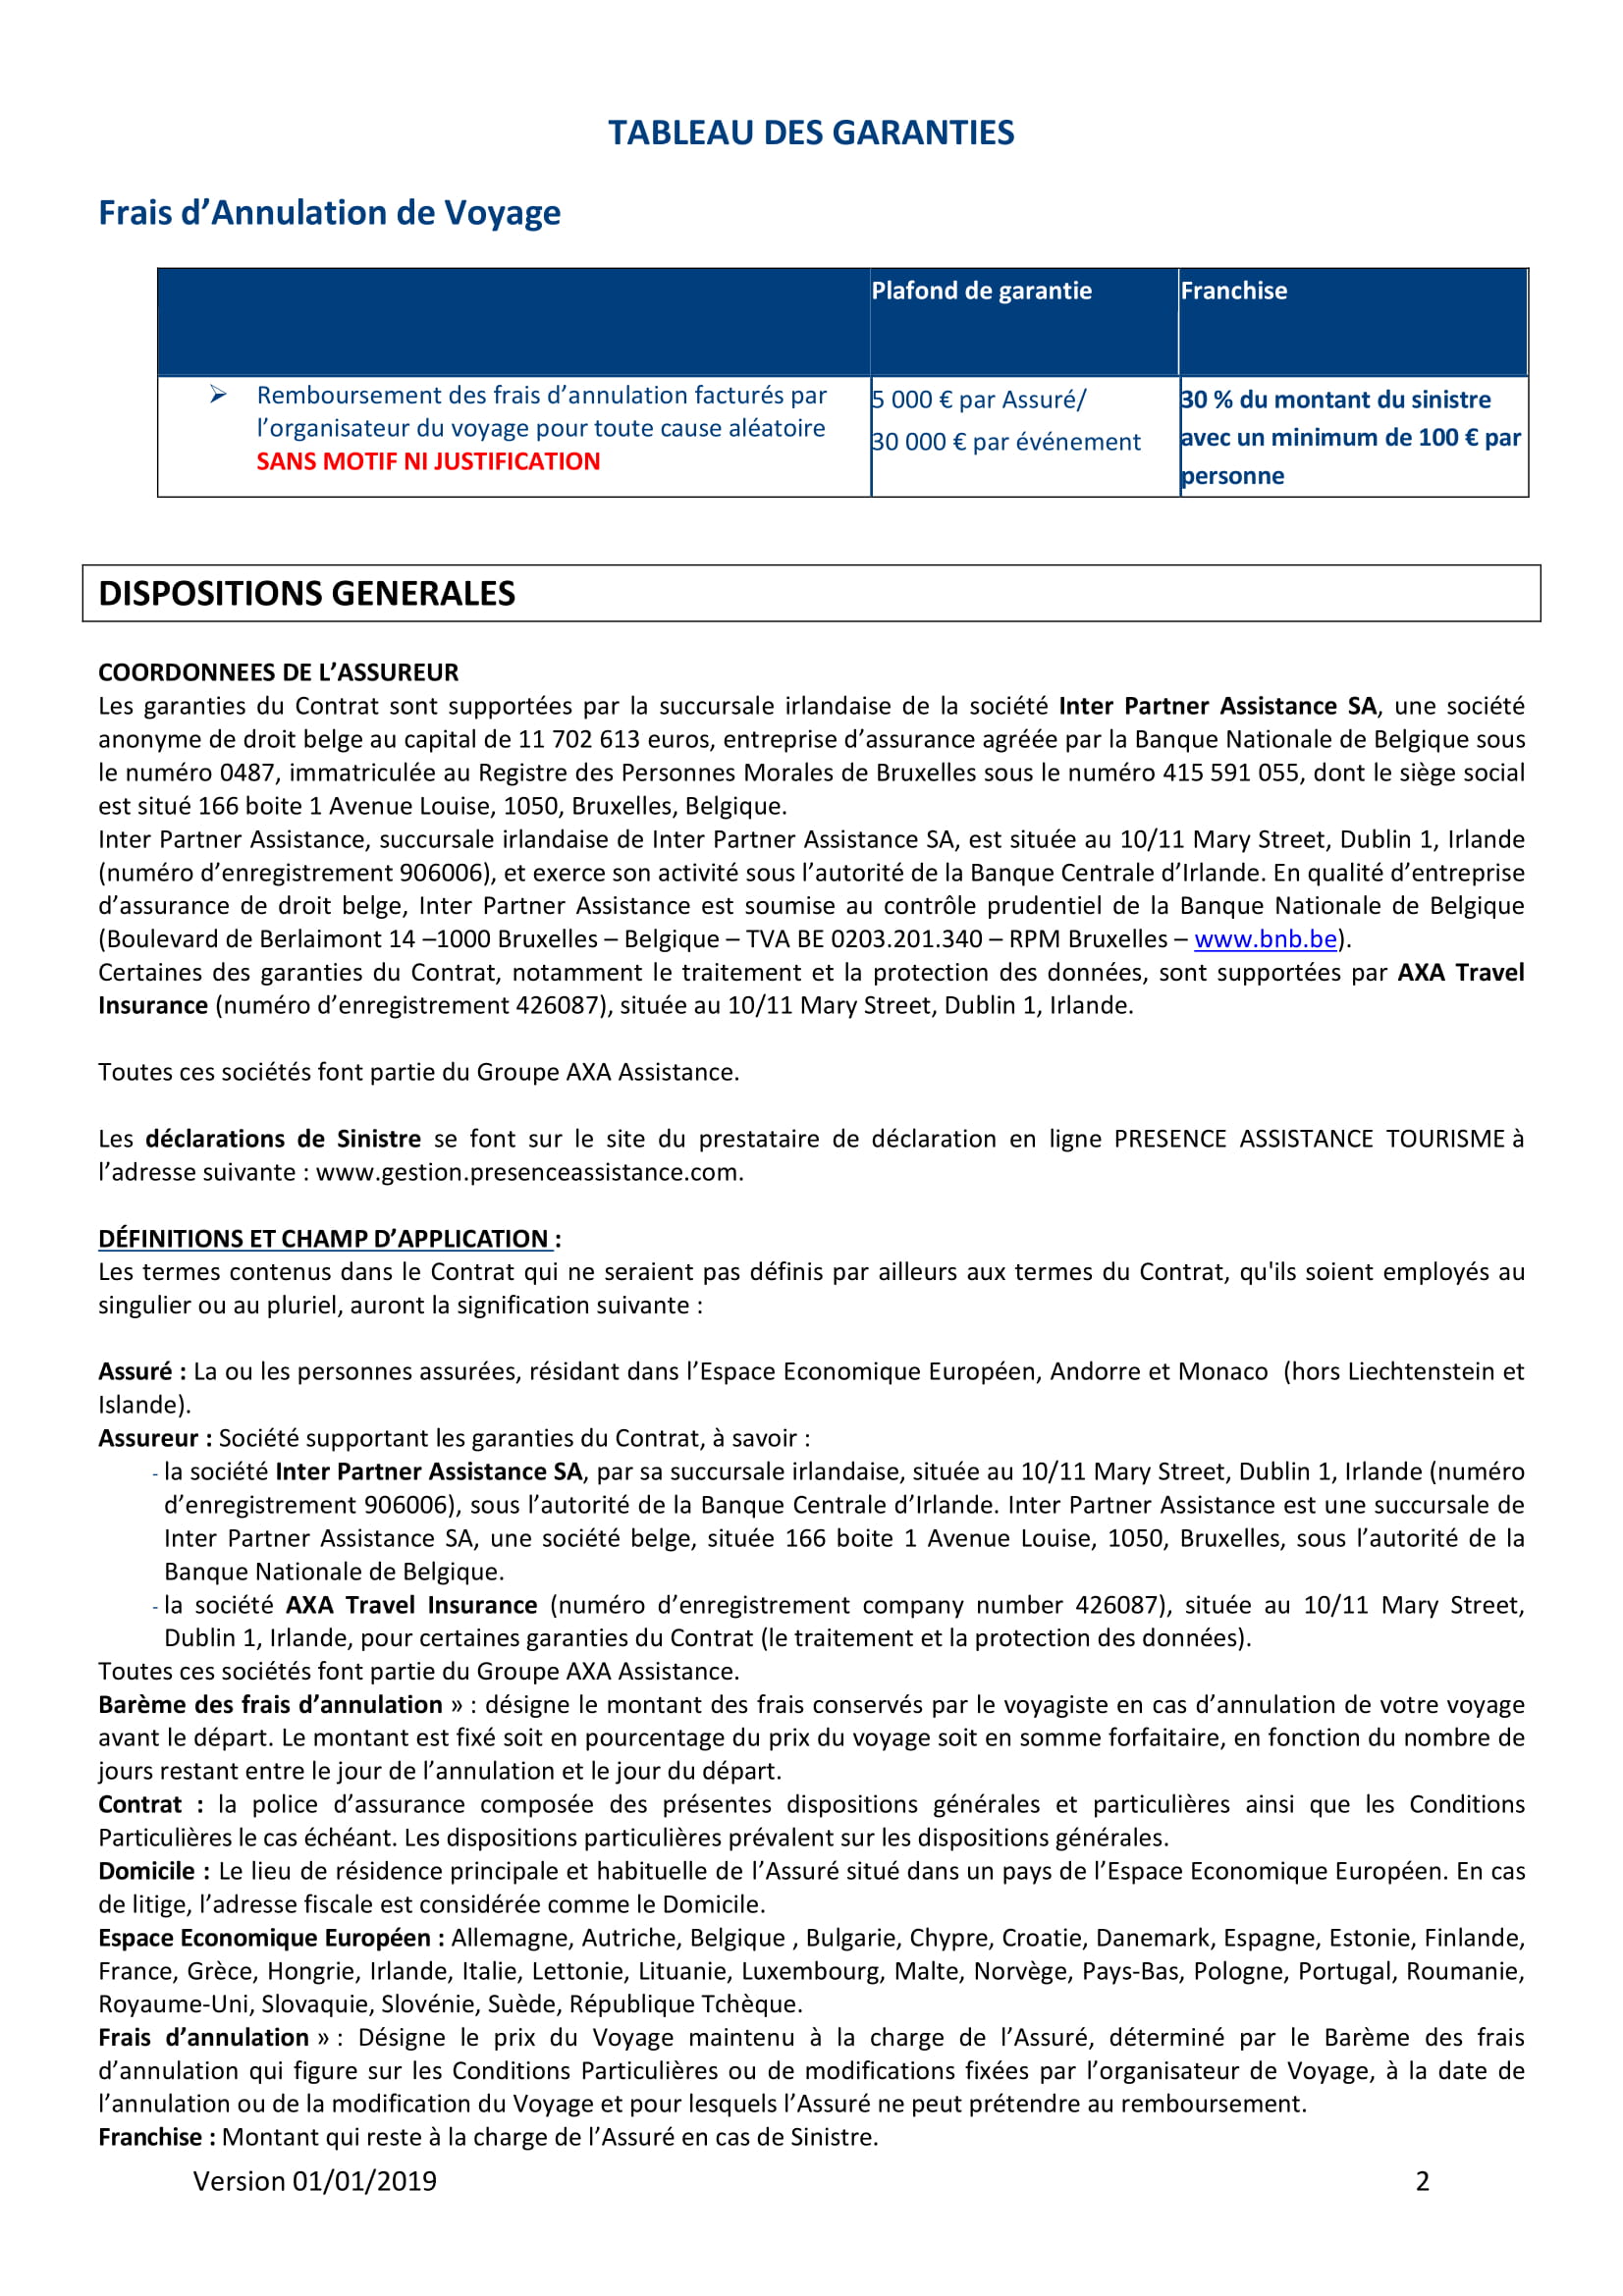 TABLEAU DES GARANTIES
Frais d’Annulation de Voyage
Plafond de garantie
Franchise
➢ Remboursement des frais d’annulation facturés par
l’organisateur du voyage pour toute cause aléatoire
SANS MOTIF NI JUSTIFICATION
5 000 € par Assuré/
30 000 € par événement
30 % du montant du sinistre
avec un minimum de 100 € par
personne
DISPOSITIONS GENERALES
COORDONNEES DE L’ASSUREUR
Les garanties du Contrat sont supportées par la succursale irlandaise de la société Inter Partner Assistance SA, une société
anonyme de droit belge au capital de 11 702 613 euros, entreprise d’assurance agréée par la Banque Nationale de Belgique sous
le numéro 0487, immatriculée au Registre des Personnes Morales de Bruxelles sous le numéro 415 591 055, dont le siège social
est situé 166 boite 1 Avenue Louise, 1050, Bruxelles, Belgique.
Inter Partner Assistance, succursale irlandaise de Inter Partner Assistance SA, est située au 10/11 Mary Street, Dublin 1, Irlande
(numéro d’enregistrement 906006), et exerce son activité sous l’autorité de la Banque Centrale d’Irlande. En qualité d’entreprise
d’assurance de droit belge, Inter Partner Assistance est soumise au contrôle prudentiel de la Banque Nationale de Belgique
(Boulevard de Berlaimont 14 –1000 Bruxelles – Belgique – TVA BE 0203.201.340 – RPM Bruxelles – www.bnb.be).
Certaines des garanties du Contrat, notamment le traitement et la protection des données, sont supportées par AXA Travel
Insurance (numéro d’enregistrement 426087), située au 10/11 Mary Street, Dublin 1, Irlande.
Toutes ces sociétés font partie du Groupe AXA Assistance.
Les déclarations de Sinistre se font sur le site du prestataire de déclaration en ligne PRESENCE ASSISTANCE TOURISME à
l’adresse suivante : www.gestion.presenceassistance.com.
DÉFINITIONS ET CHAMP D’APPLICATION :
Les termes contenus dans le Contrat qui ne seraient pas définis par ailleurs aux termes du Contrat, qu'ils soient employés au
singulier ou au pluriel, auront la signification suivante :
Assuré : La ou les personnes assurées, résidant dans l’Espace Economique Européen, Andorre et Monaco (hors Liechtenstein et
Islande).
Assureur : Société supportant les garanties du Contrat, à savoir :
- la société Inter Partner Assistance SA, par sa succursale irlandaise, située au 10/11 Mary Street, Dublin 1, Irlande (numéro
d’enregistrement 906006), sous l’autorité de la Banque Centrale d’Irlande. Inter Partner Assistance est une succursale de
Inter Partner Assistance SA, une société belge, située 166 boite 1 Avenue Louise, 1050, Bruxelles, sous l’autorité de la
Banque Nationale de Belgique.
- la société AXA Travel Insurance (numéro d’enregistrement company number 426087), située au 10/11 Mary Street,
Dublin 1, Irlande, pour certaines garanties du Contrat (le traitement et la protection des données).
Toutes ces sociétés font partie du Groupe AXA Assistance.
Barème des frais d’annulation » : désigne le montant des frais conservés par le voyagiste en cas d’annulation de votre voyage
avant le départ. Le montant est fixé soit en pourcentage du prix du voyage soit en somme forfaitaire, en fonction du nombre de
jours restant entre le jour de l’annulation et le jour du départ.
Contrat : la police d’assurance composée des présentes dispositions générales et particulières ainsi que les Conditions
Particulières le cas échéant. Les dispositions particulières prévalent sur les dispositions générales.
Domicile : Le lieu de résidence principale et habituelle de l’Assuré situé dans un pays de l’Espace Economique Européen. En cas
de litige, l’adresse fiscale est considérée comme le Domicile.
Espace Economique Européen : Allemagne, Autriche, Belgique , Bulgarie, Chypre, Croatie, Danemark, Espagne, Estonie, Finlande,
France, Grèce, Hongrie, Irlande, Italie, Lettonie, Lituanie, Luxembourg, Malte, Norvège, Pays-Bas, Pologne, Portugal, Roumanie,
Royaume-Uni, Slovaquie, Slovénie, Suède, République Tchèque.
Frais d’annulation » : Désigne le prix du Voyage maintenu à la charge de l’Assuré, déterminé par le Barème des frais
d’annulation qui figure sur les Conditions Particulières ou de modifications fixées par l’organisateur de Voyage, à la date de
l’annulation ou de la modification du Voyage et pour lesquels l’Assuré ne peut prétendre au remboursement.
Franchise : Montant qui reste à la charge de l’Assuré en cas de Sinistre.
Version 01/01/2019
2